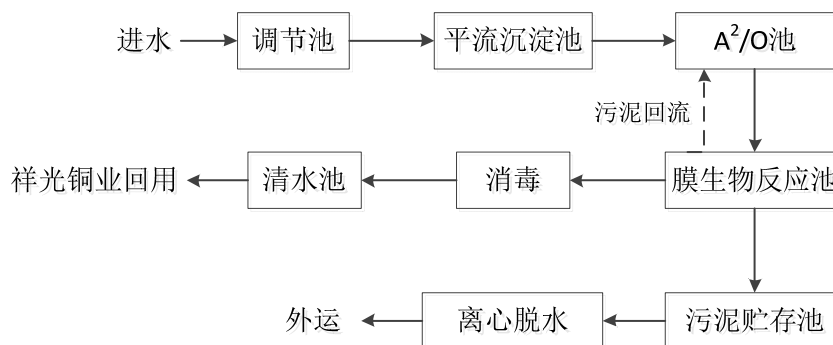 进水
调节池
平流沉淀池
A²/O池
污泥回流
祥光铜业回用
清水池
消毒
膜生物反应池
外运
离心脱水
污泥贮存池